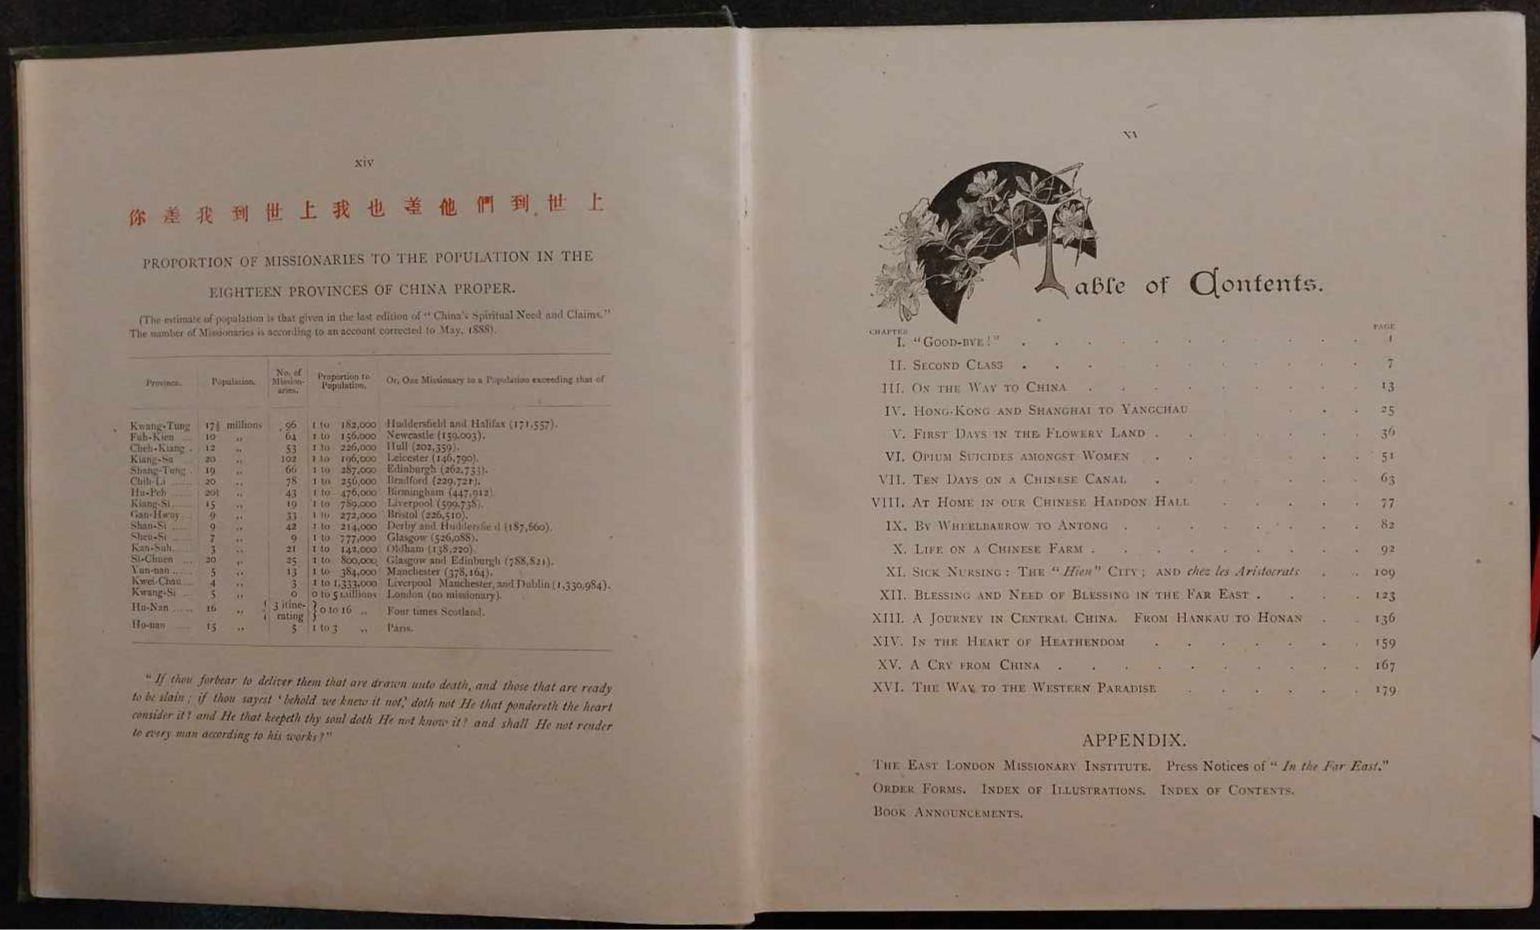 xiv
你差我到世上我也差他們到世上
PROPORTION OF MISSIONARIES TO THE POPULATION IN THE
EIGHTEEN PROVINCES OF CHINA PROPER.
(The estimate of population is that given in the last edition of "China's Spiritual Need and Claims."
The number of Missionaries is according to an account corrected to May, 1888).
Province. Population. No. of Mission-aries. Proportion to Population. Or, One Missionary to a Population exceeding that of
Kwang-Tung 17½ millions 96 1 to 182,000 Huddersfield and Halifax (171,557).
Fuh-Kien ... 10 ,, 64 1 to 156,000 Newcastle (159,003).
Cheh-Kiang . 12 ,, 53 1 to 226,000 Hull (202,359).
Kiang-Su ... 20 ,, 102 1 to 196,000 Leicester (146,790).
Shang-Tung . 19 ,, 66 1 to 287,000 Edinburgh (262,733).
Chih-Li ...... 20 ,, 78 1 to 256,000 Bradford (229,721).
Hu-Peh ...... 20½ ,, 43 1 to 476,000 Birmingham (447,912).
Kiang-Si ..... 15 ,, 19 1 to 789,000 Liverpool (599,738).
Gan-Hwuy ... 9 ,, 33 1 to 272,000 Bristol (226,510).
Shan-Si ...... 9 ,, 42 1 to 214,000 Derby and Huddersfield (187,660).
Shen-Si ...... 7 ,, 9 1 to 777,000 Glasgow (526,088).
Kan-Suh ..... 3 ,, 21 1 to 142,000 Oldham (138,220).
Si-Chuen ... 20 ,, 25 1 to 800,000 Glasgow and Edinburgh (788,821).
Yun-nan ..... 5 ,, 13 1 to 384,000 Manchester (378,164).
Kwei-Chau ... 4 ,, 3 1 to 1,333,000 Liverpool Manchester, and Dublin (1,330,984).
Kwang-Si ... 5 ,, 0 0 to 5 millions London (no missionary).
Hu-Nan ...... 16 ,, 3 itine-rating 0 to 16 ,, Four times Scotland.
Ho-nan ...... 15 ,, 5 1 to 3 ,, Paris.
"If thou forbear to deliver them that are drawn unto death, and those that are ready
to be slain; if thou sayest 'behold we knew it not,' doth not He that pondereth the heart
consider it? and He that keepeth thy soul doth He not know it? and shall He not render
to every man according to his works?"
xv
Table of Contents.
CHAPTER PAGE
I. "GOOD-BYE!" . . . . . . . . . 1
II. SECOND CLASS . . . . . . . . . 7
III. ON THE WAY TO CHINA . . . . . . . . 13
IV. HONG-KONG AND SHANGHAI TO YANGCHAU . . 25
V. FIRST DAYS IN THE FLOWERY LAND . . . . . . 36
VI. OPIUM SUICIDES AMONGST WOMEN . . . . . . 51
VII. TEN DAYS ON A CHINESE CANAL . . . . . . 63
VIII. AT HOME IN OUR CHINESE HADDON HALL . . . . . 77
IX. BY WHEELBARROW TO ANTONG . . . . . . . 82
X. LIFE ON A CHINESE FARM . . . . . . . . 92
XI. SICK NURSING: THE "Hien" CITY; AND chez les Aristocrats . . 109
XII. BLESSING AND NEED OF BLESSING IN THE FAR EAST . . . . 123
XIII. A JOURNEY IN CENTRAL CHINA. FROM HANKAU TO HONAN . . 136
XIV. IN THE HEART OF HEATHENDOM . . . . . . 159
XV. A CRY FROM CHINA . . . . . . . . . 167
XVI. THE WAY TO THE WESTERN PARADISE . . . . . 179
APPENDIX.
THE EAST LONDON MISSIONARY INSTITUTE. Press Notices of "In the Far East."
ORDER FORMS. INDEX OF ILLUSTRATIONS. INDEX OF CONTENTS.
BOOK ANNOUNCEMENTS.